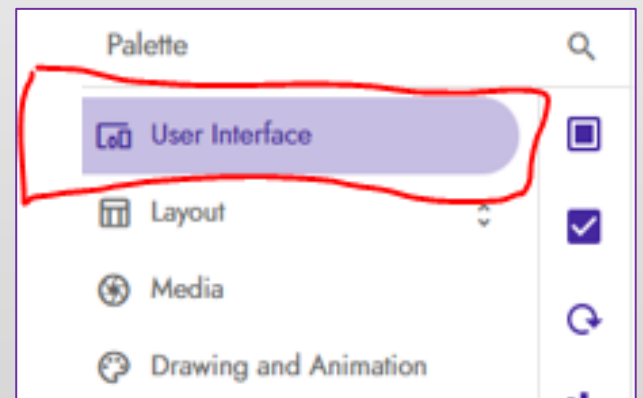 Palette
User Interface
Layout
Media
Drawing and Animation